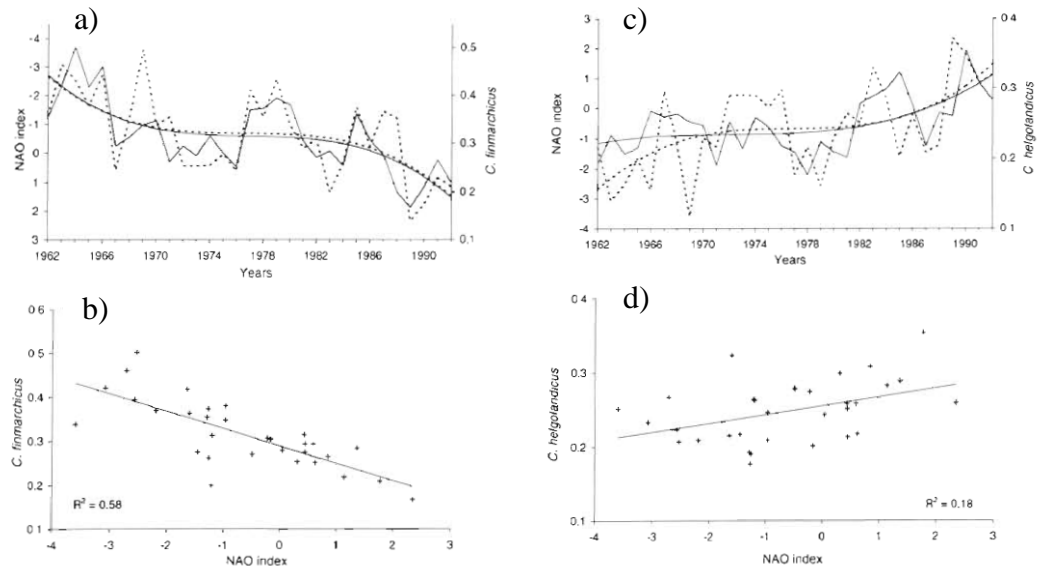 a)
-4
-3
-2
-1
0
1
2
3
NAO index
0.5
0.4
0.3
0.2
0.1
C. finmarchicus
1962 1966 1970 1974 1978 1982 1986 1990
Years
c)
3
2
1
0
-1
-2
-3
-4
NAO index
0 4
0.3
0.2
0 1
C helgolandicus
1962 1966 1970 1974 1978 1982 1986 1990
Years
b)
0 6
0.5
0.4
0.3
0.2
0 1
C. finmarchicus
R² = 0.58
-4 -3 -2 -1 0 1 2 3
NAO index
d)
0 4
0.3
0.2
0.1
C. helgolandicus
R² = 0.18
-4 -3 -2 -1 0 1 2 3
NAO index